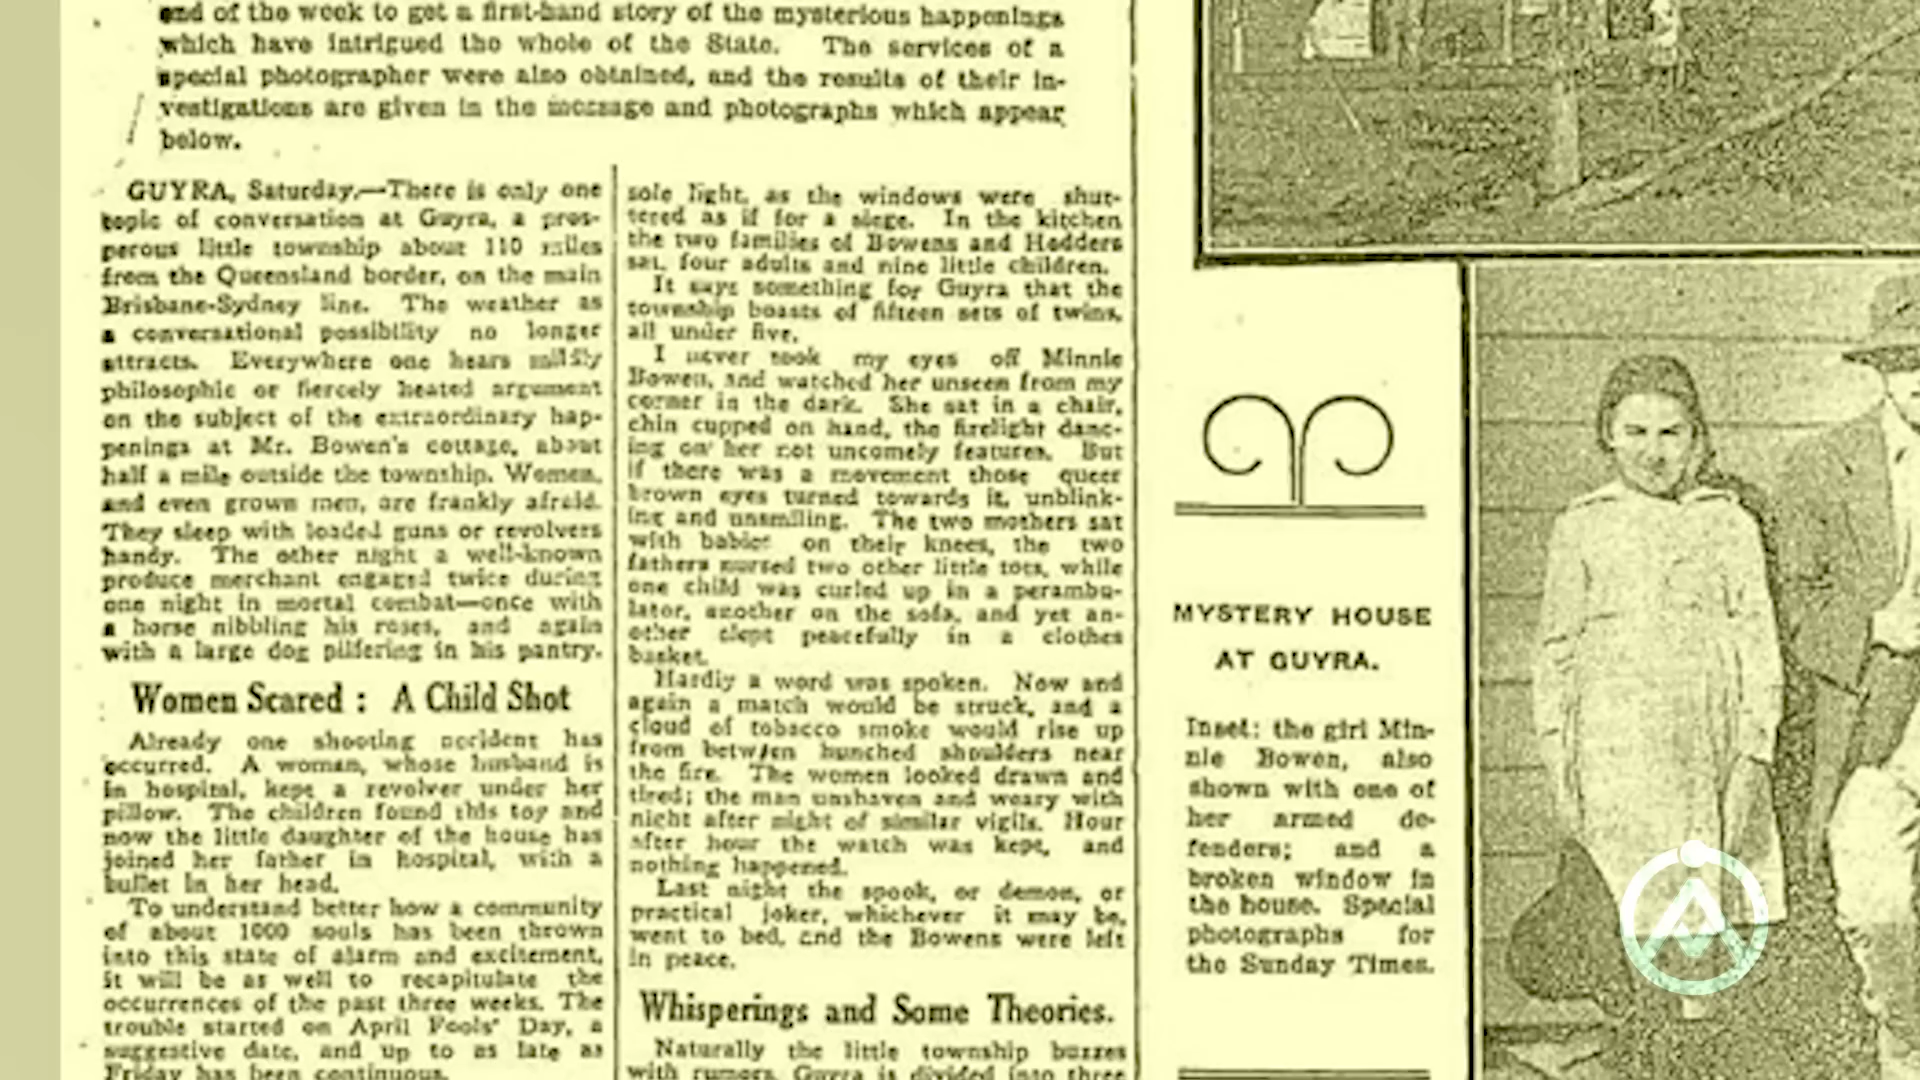 end of the week to get a first-hand story of the mysterious happenings
which have intrigued the whole of the State. The services of a
special photographer were also obtained, and the results of their in-
vestigations are given in the message and photographs which appear
below.
GUYRA, Saturday.—There is only one
topic of conversation at Guyra, a pros-
perous little township about 110 miles
from the Queensland border, on the main
Brisbane-Sydney line. The weather as
a conversational possibility no longer
attracts. Everywhere one hears mildly
philosophic or fiercely heated argument
on the subject of the extraordinary hap-
penings at Mr. Bowen's cottage, about
half a mile outside the township. Women,
and even grown men, are frankly afraid.
They sleep with loaded guns or revolvers
handy. The other night a well-known
produce merchant engaged twice during
one night in mortal combat—once with
a horse nibbling his roses, and again
with a large dog pilfering in his pantry.
Women Scared : A Child Shot
Already one shooting accident has
occurred. A woman, whose husband is
in hospital, kept a revolver under her
pillow. The children found this toy and
now the little daughter of the house has
joined her father in hospital, with a
bullet in her head.
To understand better how a community
of about 1000 souls has been thrown
into this state of alarm and excitement,
it will be as well to recapitulate the
occurrences of the past three weeks. The
trouble started on April Fools' Day, a
suggestive date, and up to as late as
Friday has been continuous.
sole light, as the windows were shut-
tered as if for a siege. In the kitchen
the two families of Bowens and Hodders
sat, four adults and nine little children.
It says something for Guyra that the
township boasts of fifteen sets of twins,
all under five.
I never took my eyes off Minnie
Bowen, and watched her unseen from my
corner in the dark. She sat in a chair,
chin cupped on hand, the firelight danc-
ing on her not uncomely features. But
if there was a movement those queer
brown eyes turned towards it, unblink-
ing and unsmiling. The two mothers sat
with babies on their knees, the two
fathers nursed two other little tots, while
one child was curled up in a perambu-
lator, another on the sofa, and yet an-
other slept peacefully in a clothes
basket.
Hardly a word was spoken. Now and
again a match would be struck, and a
cloud of tobacco smoke would rise up
from between hunched shoulders near
the fire. The women looked drawn and
tired; the man unshaven and weary with
night after night of similar vigils. Hour
after hour the watch was kept, and
nothing happened.
Last night the spook, or demon, or
practical joker, whichever it may be,
went to bed, and the Bowens were left
in peace.
Whisperings and Some Theories.
Naturally the little township buzzes
with rumors. Guyra is divided into three
MYSTERY HOUSE
AT GUYRA.
Inset: the girl Min-
nie Bowen, also
shown with one of
her armed de-
fenders; and a
broken window in
the house. Special
photographs for
the Sunday Times.